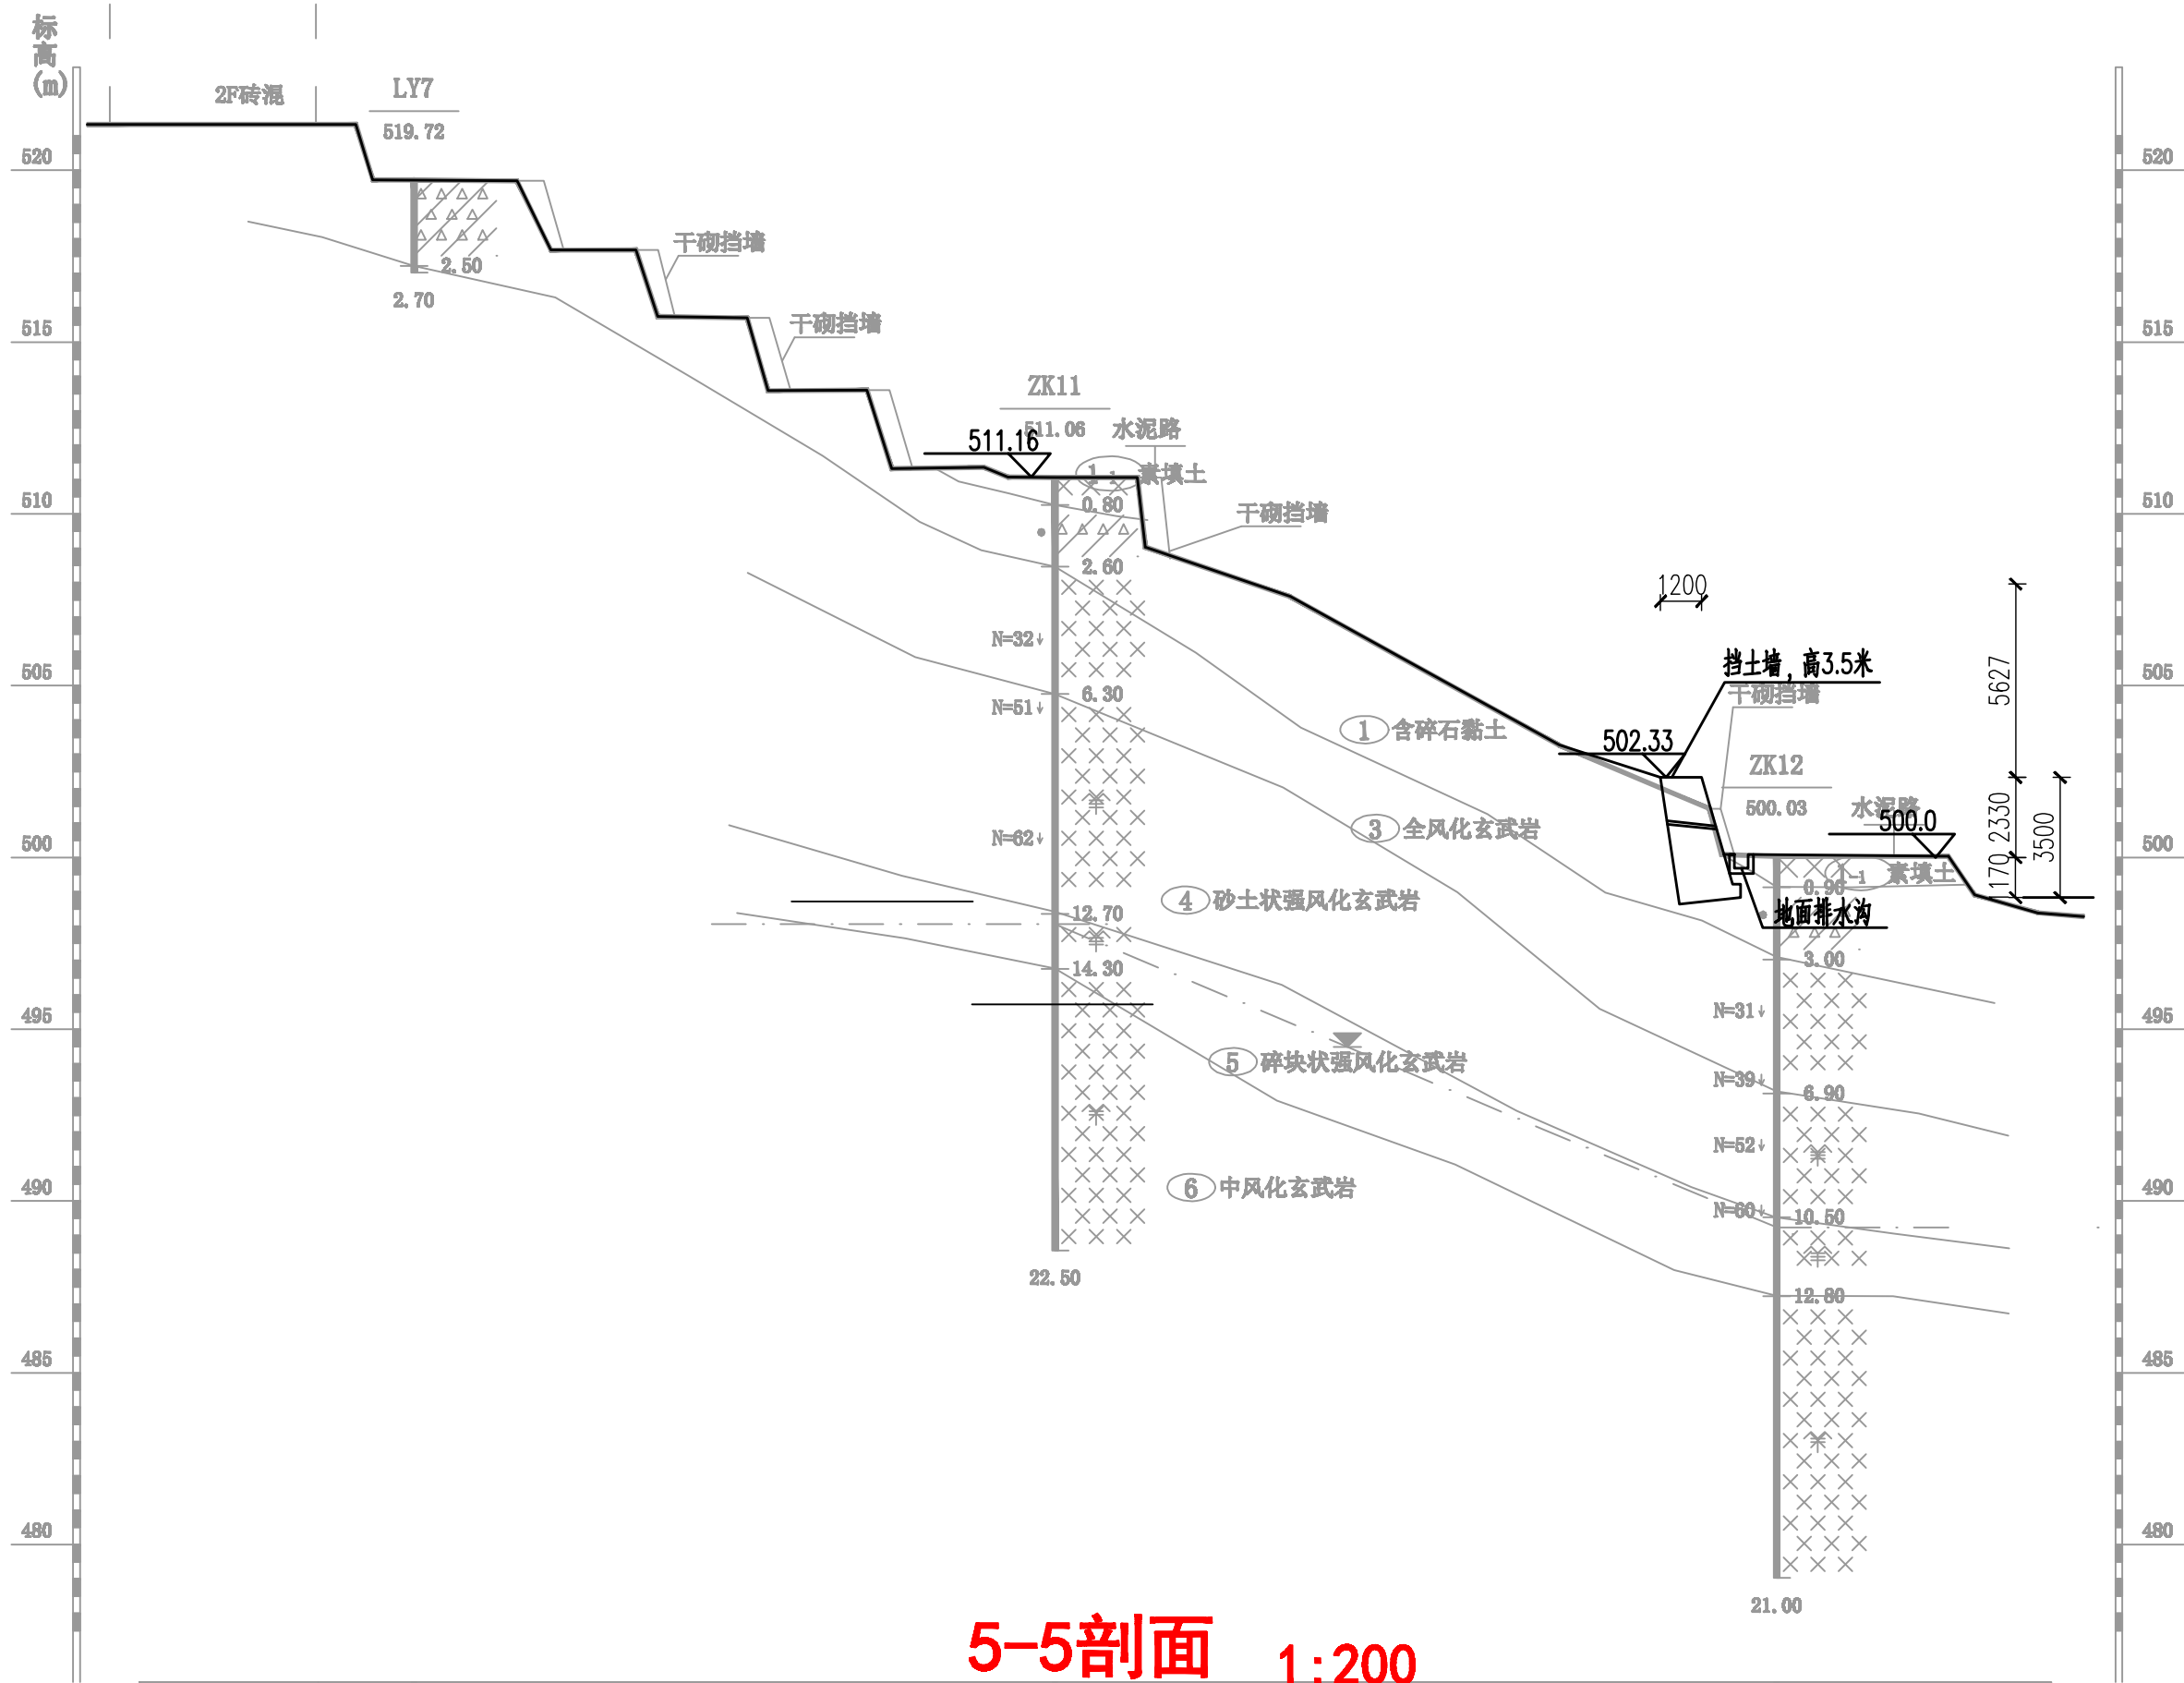 标
高
(m)
2F砖混
LY7
519.72
520
520
干砌挡墙
2.50
2.70
515
515
干砌挡墙
ZK11
511.06
水泥路
511.16
1-1 素填土
510
510
0.80
干砌挡墙
2.60
1200
N=32
挡土墙，高3.5米
505
505
5627
6.30
干砌挡墙
N=51
① 含碎石黏土
502.33
ZK12
500.03
水泥路
500.0
③ 全风化玄武岩
N=62
2330
3500
500
500
170
0.90
1-1 素填土
④ 砂土状强风化玄武岩
12.70
地面排水沟
3.00
14.30
495
495
N=31
⑤ 碎块状强风化玄武岩
N=39
6.90
N=52
490
490
⑥ 中风化玄武岩
N=60
10.50
22.50
12.80
485
485
480
480
21.00
5-5剖面 1:200